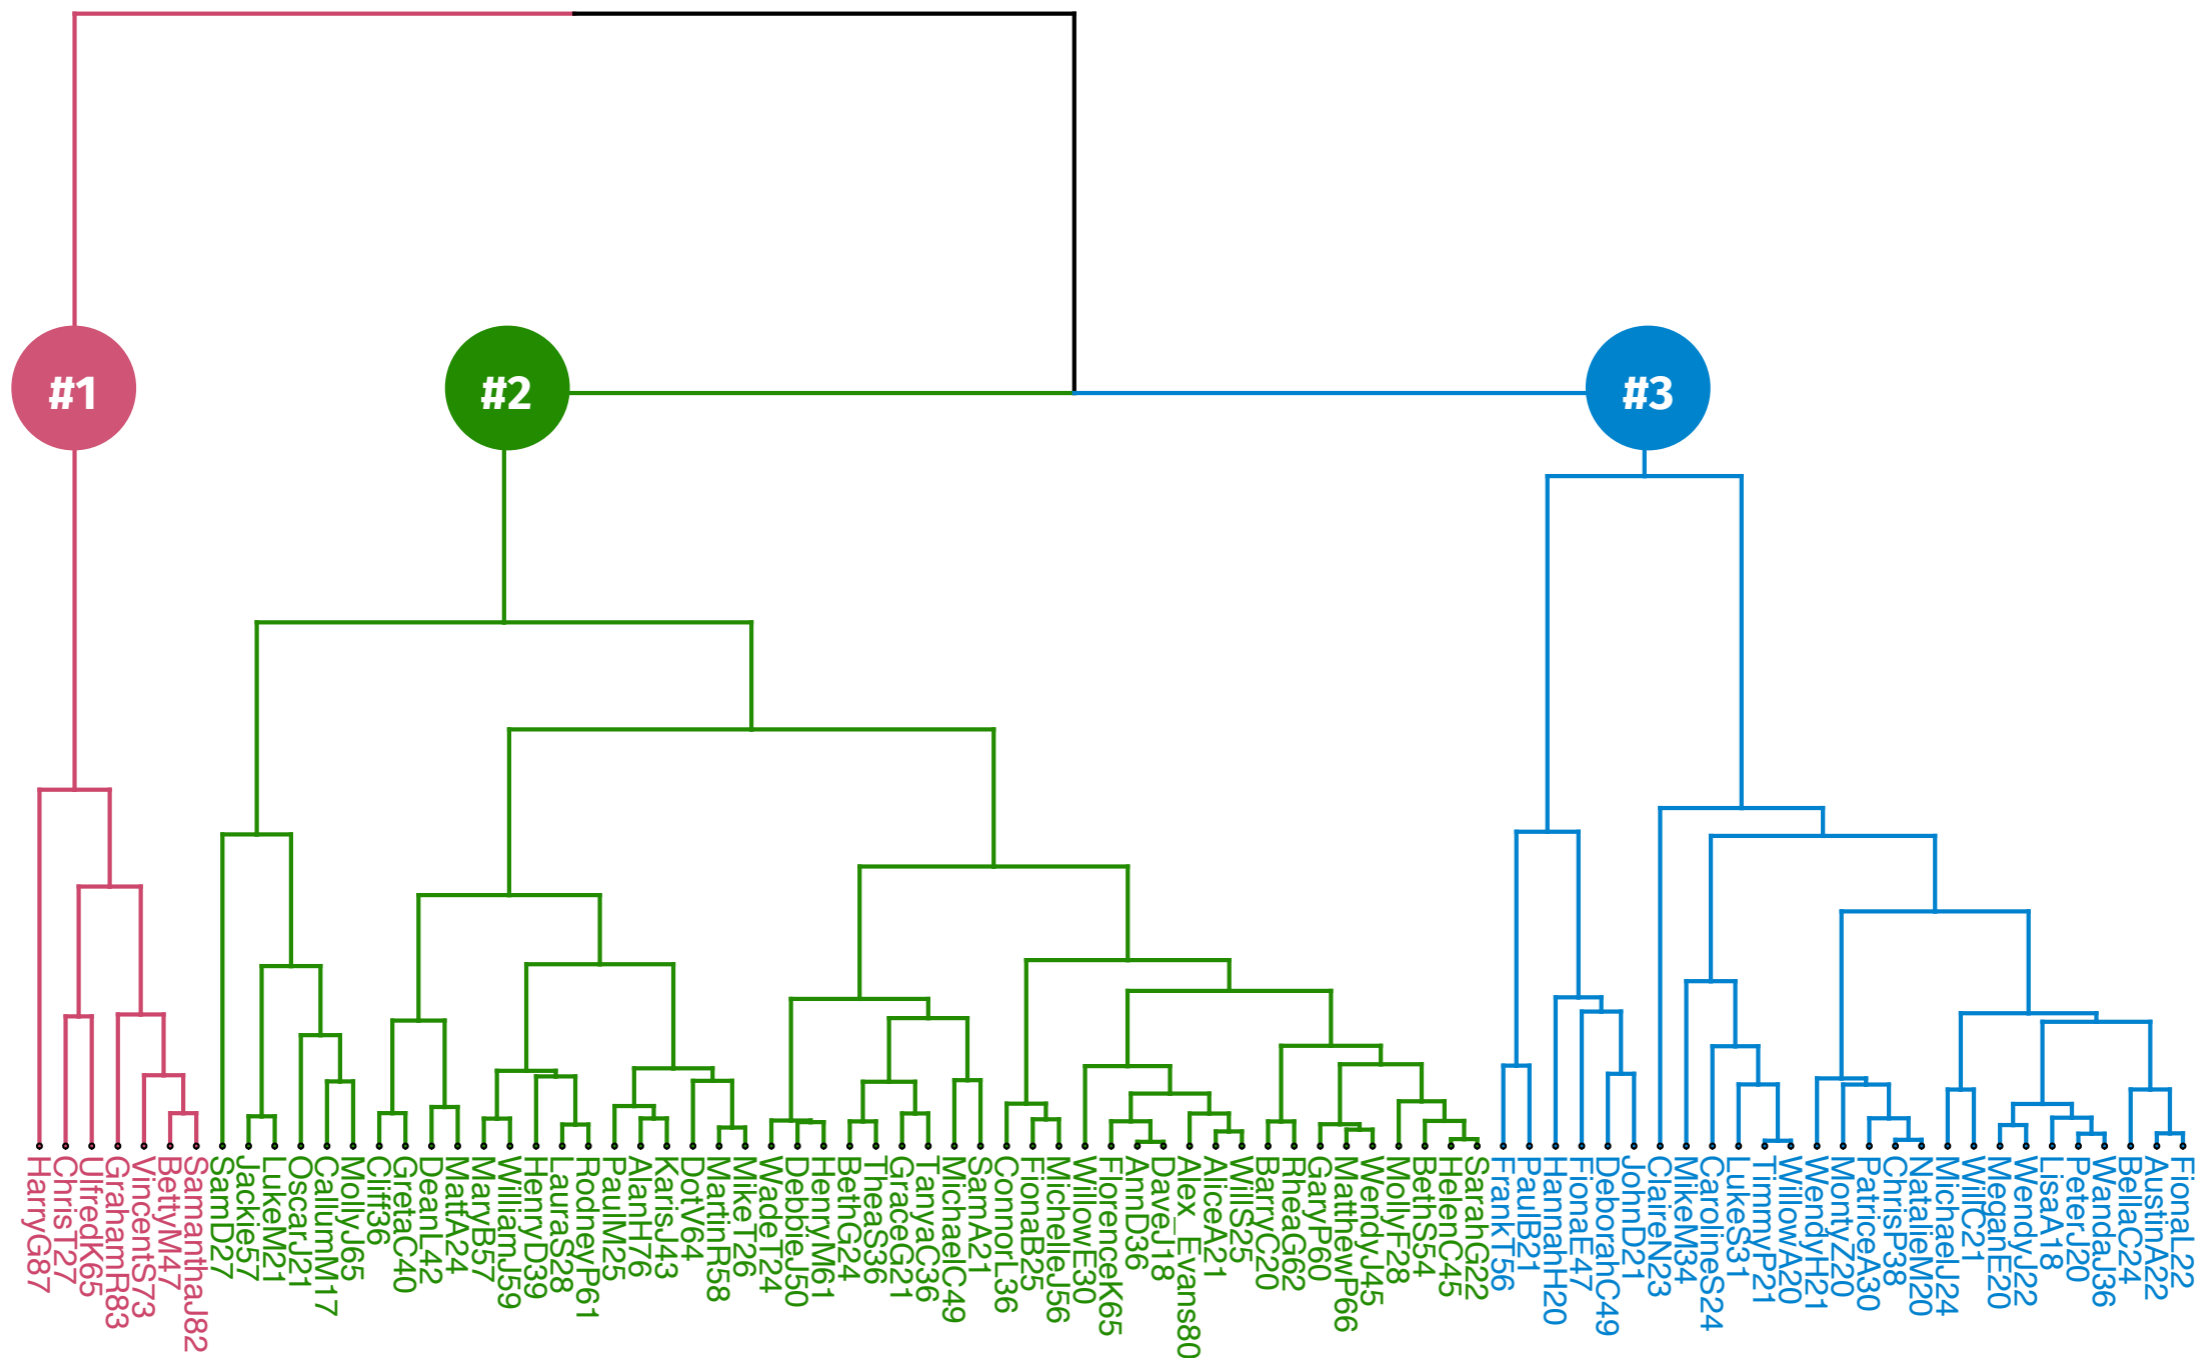 #1
#2
#3
HarryG87
ChrisT27
UlfredK65
GrahamR83
VincentS73
BettyM47
SamanthaJ82
SamD27
Jackie57
LukeM21
OscarJ21
CallumM17
MollyJ65
Cliff36
GretaC40
DeanL42
MattA24
MaryB57
WilliamJ59
HenryD39
LauraS28
RodneyP61
PaulM25
AlanH76
KarisJ43
DotV64
MartinR58
MikeT26
WadeT24
DebbieJ50
HenryM61
BethG24
TheaS36
GraceG21
TanyaC36
MichaelC49
SamA21
ConnorL36
FionaB25
MichelleJ56
WillowE30
FlorenceK65
AnnD36
DaveJ18
Alex_Evans80
AliceA21
WillS25
BarryC20
RheaG62
GaryP60
MatthewP66
WendyJ45
MollyF28
BethS54
HelenC45
SarahG22
FrankT56
PaulB21
HannahH20
FionaE47
DeborahC49
JohnD21
ClaireN23
MikeM34
CarolineS24
LukeS31
TimmyP21
WillowA20
WendyH21
MontyZ20
PatriceA30
ChrisP38
NatalieM20
MichaelJ24
WillC21
MeganE20
WendyJ22
LisaA18
PeterJ20
WandaJ36
BellaC24
AustinA22
FionaL22